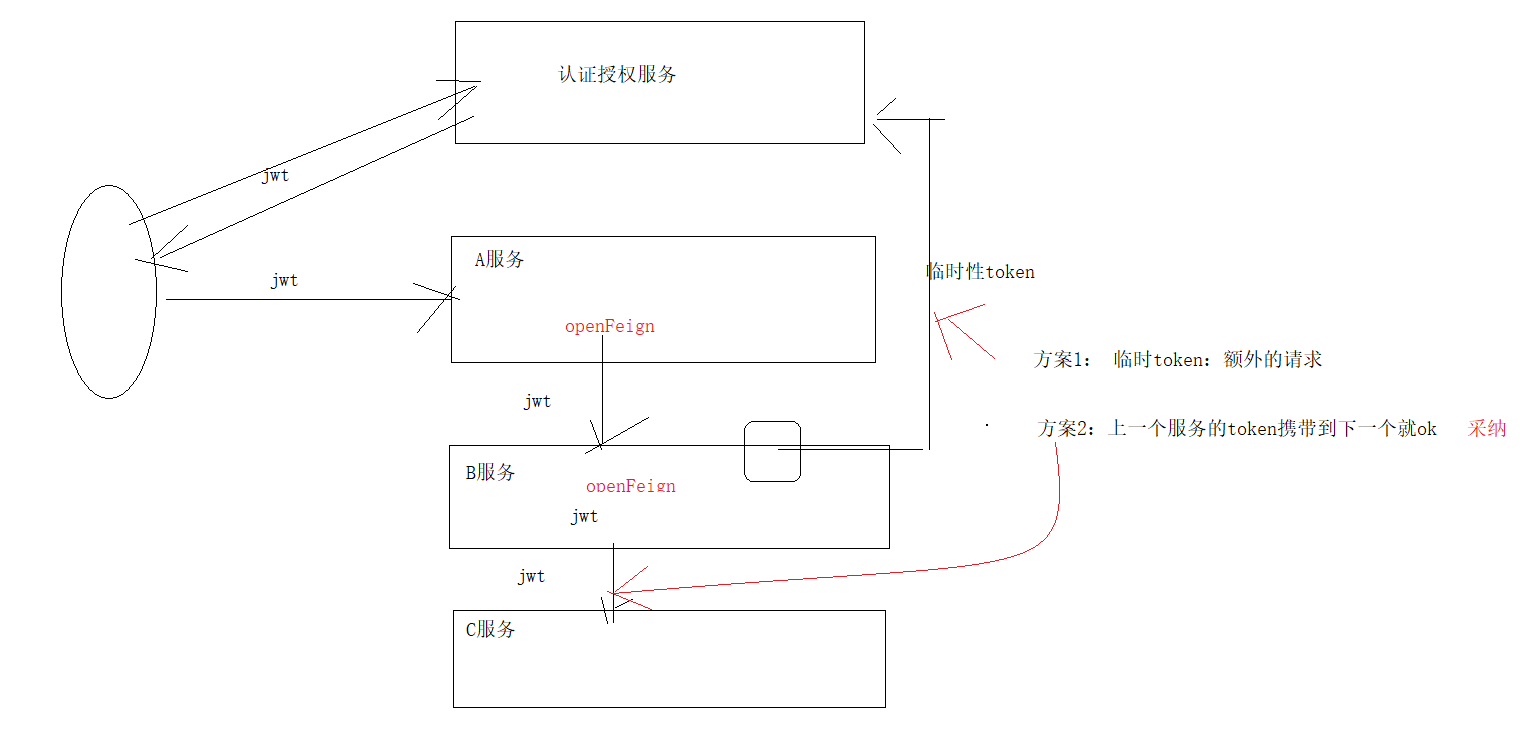 认证授权服务
jwt
A服务
临时性token
jwt
openFeign
方案1： 临时token：额外的请求
jwt
方案2：上一个服务的token携带到下一个就ok 采纳
B服务
openFeign
jwt
jwt
C服务